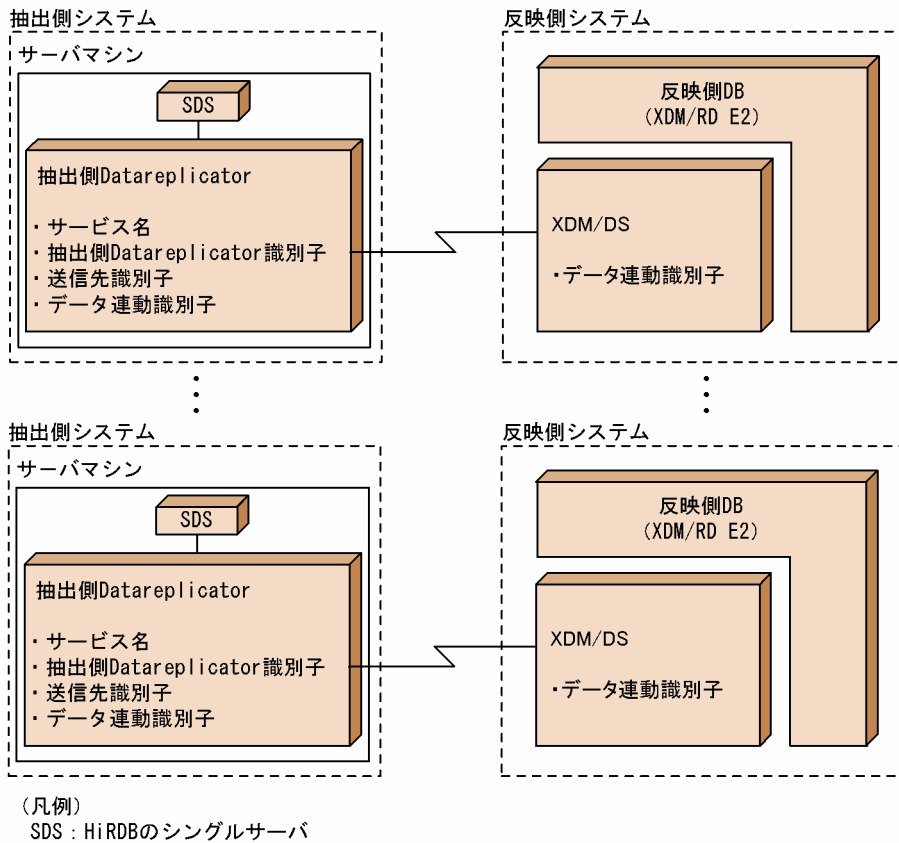 抽出側システム
サーバマシン
SDS
抽出側Datareplicator
・サービス名
・抽出側Datareplicator識別子
・送信先識別子
・データ連動識別子
反映側システム
反映側DB
(XDM/RD E2)
XDM/DS
・データ連動識別子
抽出側システム
サーバマシン
SDS
抽出側Datareplicator
・サービス名
・抽出側Datareplicator識別子
・送信先識別子
・データ連動識別子
反映側システム
反映側DB
(XDM/RD E2)
XDM/DS
・データ連動識別子
(凡例)
SDS：HiRDBのシングルサーバ